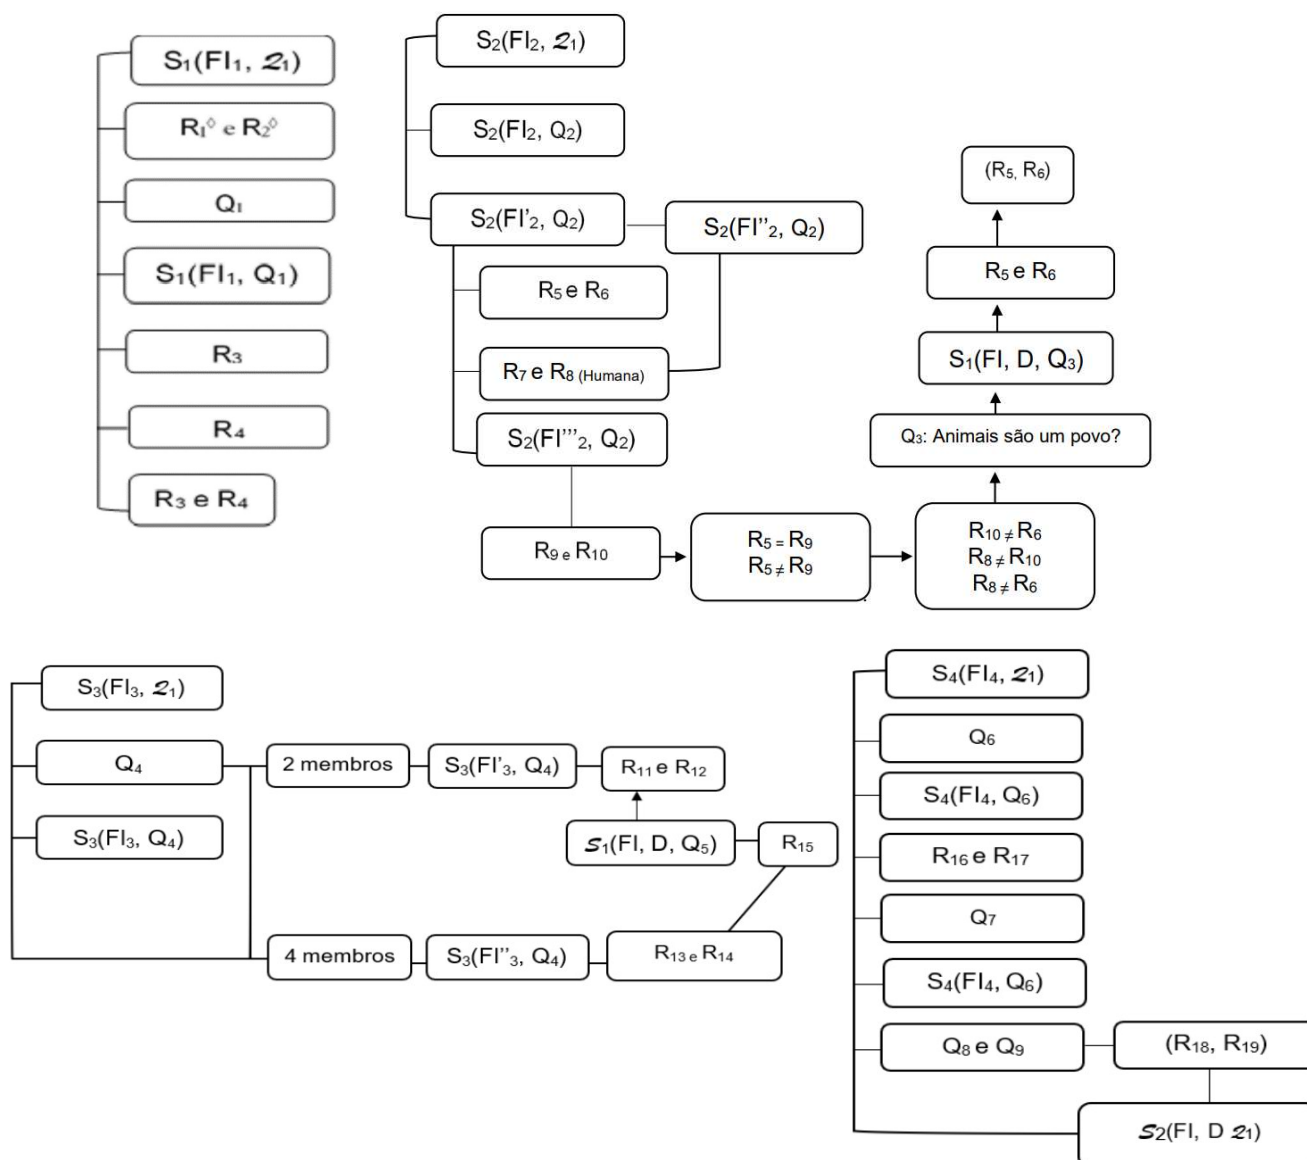 S₁(FI₁, 𝒬₁)
R₁◊ e R₂◊
Q₁
S₁(FI₁, Q₁)
R₃
R₄
R₃ e R₄
S₂(FI₂, 𝒬₁)
S₂(FI₂, Q₂)
S₂(FI'₂, Q₂)
S₂(FI''₂, Q₂)
R₅ e R₆
R₇ e R₈ (Humana)
S₂(FI'''₂, Q₂)
R₉ e R₁₀
R₅ = R₉
R₅ ≠ R₉
R₁₀ ≠ R₆
R₈ ≠ R₁₀
R₈ ≠ R₆
Q₃: Animais são um povo?
S₁(FI, D, Q₃)
R₅ e R₆
(R₅, R₆)
S₃(FI₃, 𝒬₁)
Q₄
S₃(FI₃, Q₄)
2 membros
S₃(FI'₃, Q₄)
R₁₁ e R₁₂
𝒮₁(FI, D, Q₅)
R₁₅
4 membros
S₃(FI''₃, Q₄)
R₁₃ e R₁₄
S₄(FI₄, 𝒬₁)
Q₆
S₄(FI₄, Q₆)
R₁₆ e R₁₇
Q₇
S₄(FI₄, Q₆)
Q₈ e Q₉
(R₁₈, R₁₉)
𝒮₂(FI, D 𝒬₁)